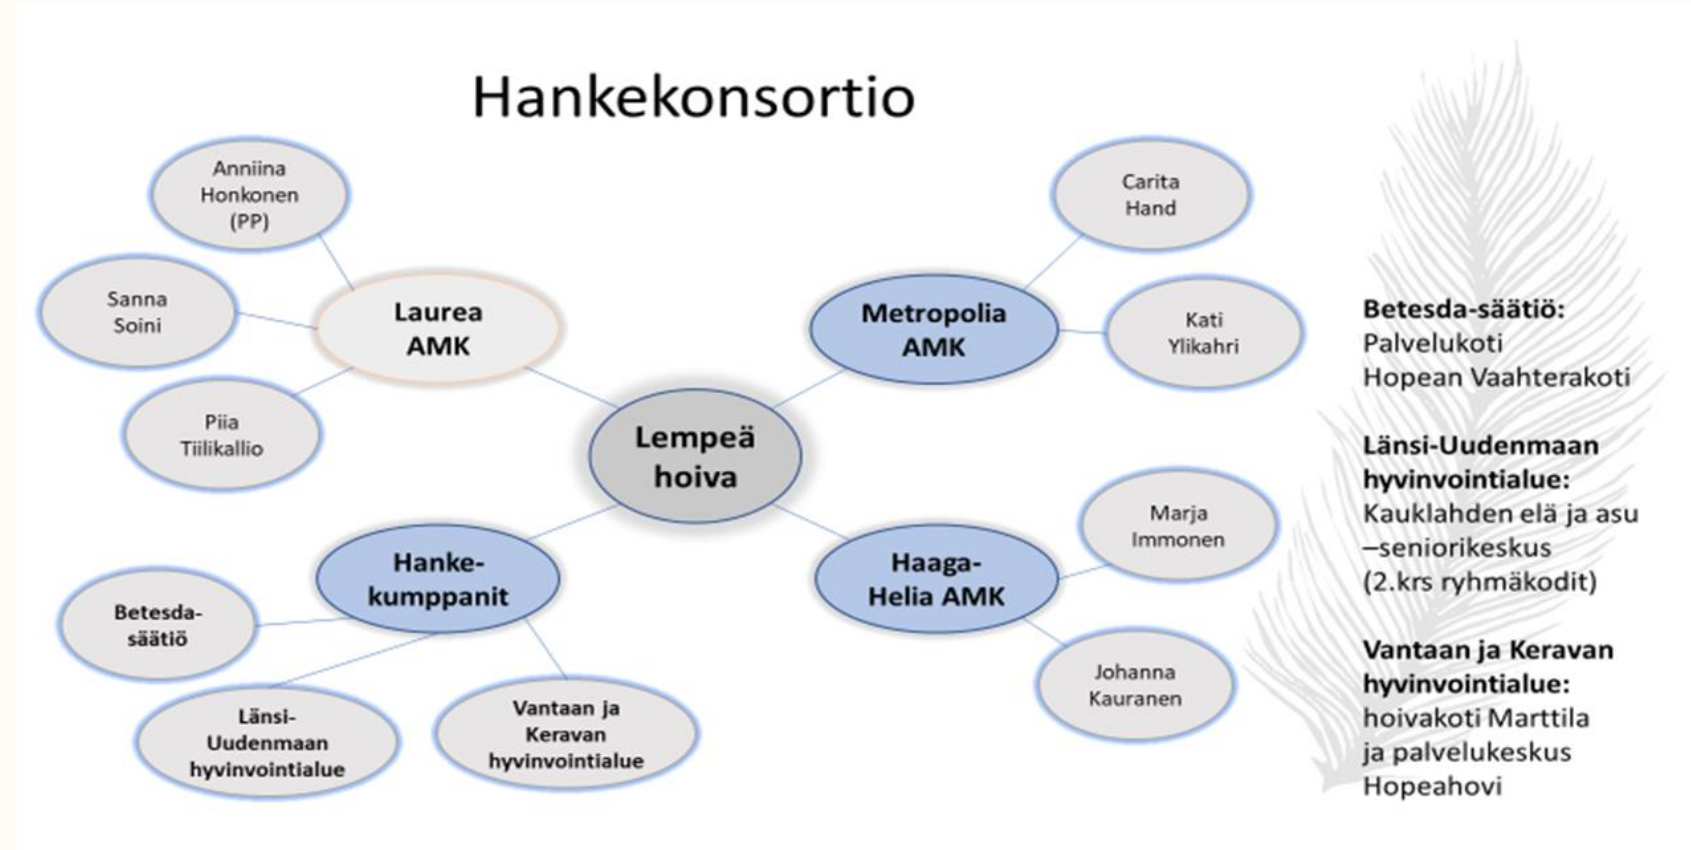 Hankekonsortio
Anniina
Honkonen
(PP)
Sanna
Soini
Piia
Tiilikallio
Laurea
AMK
Metropolia
AMK
Carita
Hand
Kati
Ylikahri
Lempeä
hoiva
Hanke-
kumppanit
Betesda-
säätiö
Länsi-
Uudenmaan
hyvinvointialue
Vantaan ja
Keravan
hyvinvointialue
Haaga-
Helia AMK
Marja
Immonen
Johanna
Kauranen
Betesda-säätiö:
Palvelukoti
Hopean Vaahterakoti
Länsi-Uudenmaan
hyvinvointialue:
Kauklahden elä ja asu
–seniorikeskus
(2.krs ryhmäkodit)
Vantaan ja Keravan
hyvinvointialue:
hoivakoti Marttila
ja palvelukeskus
Hopeahovi